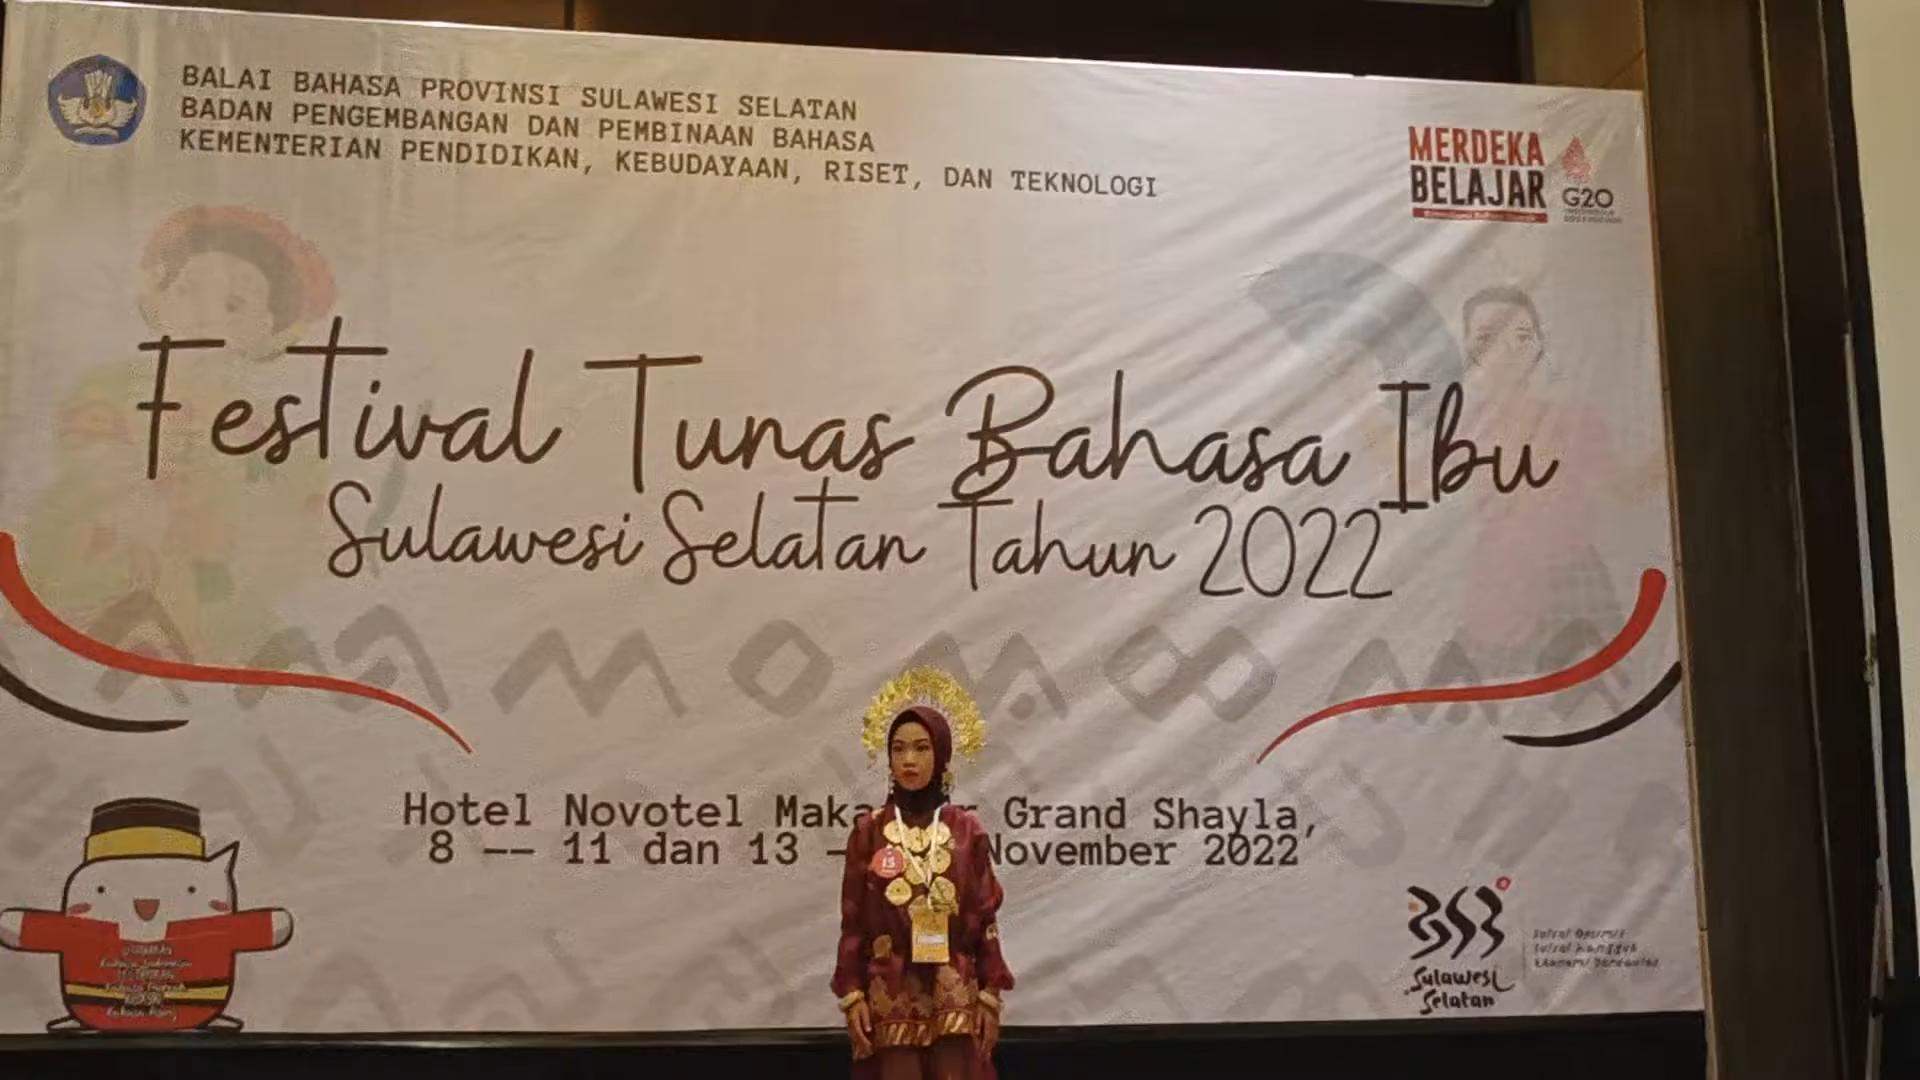 BALAI BAHASA PROVINSI SULAWESI SELATAN
BADAN PENGEMBANGAN DAN PEMBINAAN BAHASA
KEMENTERIAN PENDIDIKAN, KEBUDAYAAN, RISET, DAN TEKNOLOGI
MERDEKA
BELAJAR
G20
Festival Tunas Bahasa Ibu
Sulawesi Selatan Tahun 2022
Hotel Novotel Grand Shayla,
8 -- 11 dan 13 November 2022
15
Sulawesi
Selatan